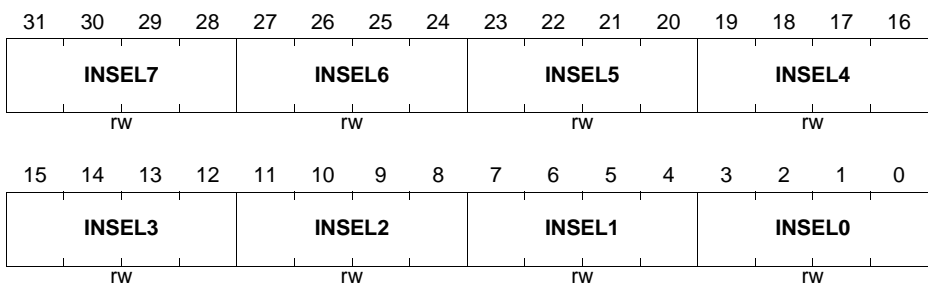 31 30 29 28 27 26 25 24 23 22 21 20 19 18 17 16
INSEL7 INSEL6 INSEL5 INSEL4
rw rw rw rw
15 14 13 12 11 10 9 8 7 6 5 4 3 2 1 0
INSEL3 INSEL2 INSEL1 INSEL0
rw rw rw rw